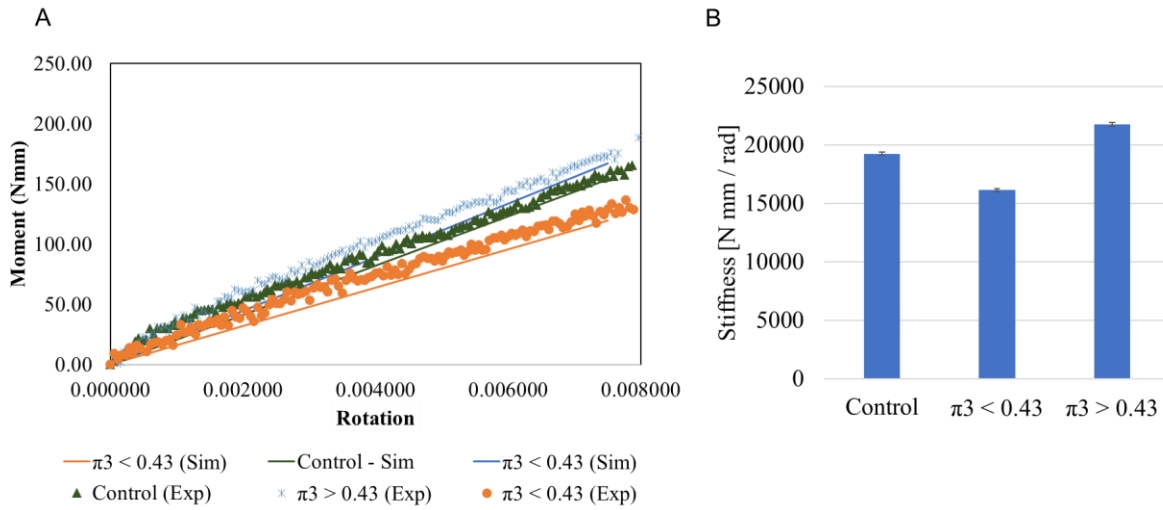 A
Moment (Nmm)
250.00
200.00
150.00
100.00
50.00
0.00
0.000000 0.002000 0.004000 0.006000 0.008000
Rotation
π3 < 0.43 (Sim) Control - Sim π3 < 0.43 (Sim)
Control (Exp) π3 > 0.43 (Exp) π3 < 0.43 (Exp)
B
Stiffness [N mm / rad]
25000
20000
15000
10000
5000
0
Control π3 < 0.43 π3 > 0.43